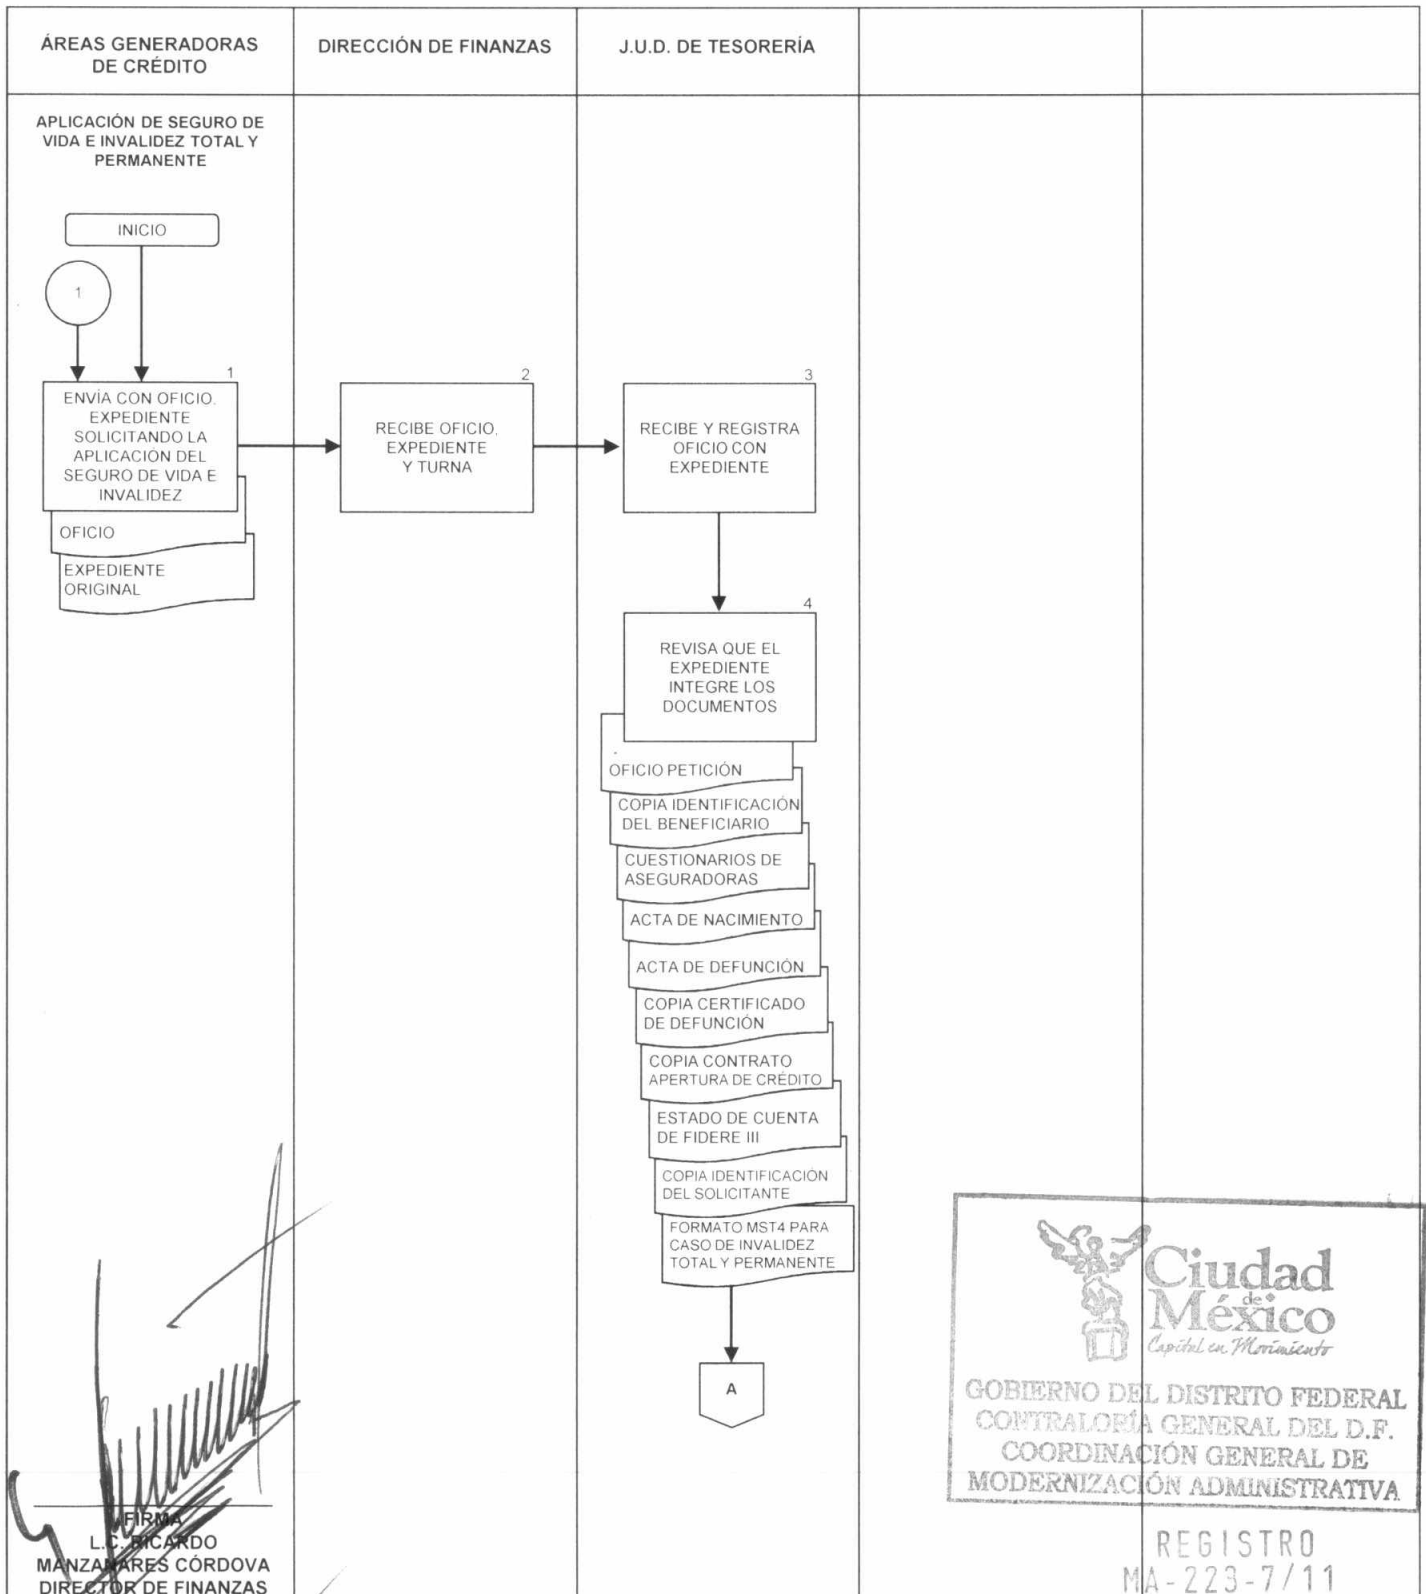 ÁREAS GENERADORAS
DE CRÉDITO
DIRECCIÓN DE FINANZAS
J.U.D. DE TESORERÍA
APLICACIÓN DE SEGURO DE
VIDA E INVALIDEZ TOTAL Y
PERMANENTE
INICIO
1
1
ENVÍA CON OFICIO.
EXPEDIENTE
SOLICITANDO LA
APLICACIÓN DEL
SEGURO DE VIDA E
INVALIDEZ
OFICIO
EXPEDIENTE
ORIGINAL
2
RECIBE OFICIO,
EXPEDIENTE
Y TURNA
3
RECIBE Y REGISTRA
OFICIO CON
EXPEDIENTE
4
REVISA QUE EL
EXPEDIENTE
INTEGRE LOS
DOCUMENTOS
OFICIO PETICIÓN
COPIA IDENTIFICACIÓN
DEL BENEFICIARIO
CUESTIONARIOS DE
ASEGURADORAS
ACTA DE NACIMIENTO
ACTA DE DEFUNCIÓN
COPIA CERTIFICADO
DE DEFUNCIÓN
COPIA CONTRATO
APERTURA DE CRÉDITO
ESTADO DE CUENTA
DE FIDERE III
COPIA IDENTIFICACIÓN
DEL SOLICITANTE
FORMATO MST4 PARA
CASO DE INVALIDEZ
TOTAL Y PERMANENTE
A
FIRMA
L.C. RICARDO
MANZANARES CÓRDOVA
DIRECTOR DE FINANZAS
Ciudad
de
México
Capital en Movimiento
GOBIERNO DEL DISTRITO FEDERAL
CONTRALORÍA GENERAL DEL D.F.
COORDINACIÓN GENERAL DE
MODERNIZACIÓN ADMINISTRATIVA
REGISTRO
MA-223-7/11